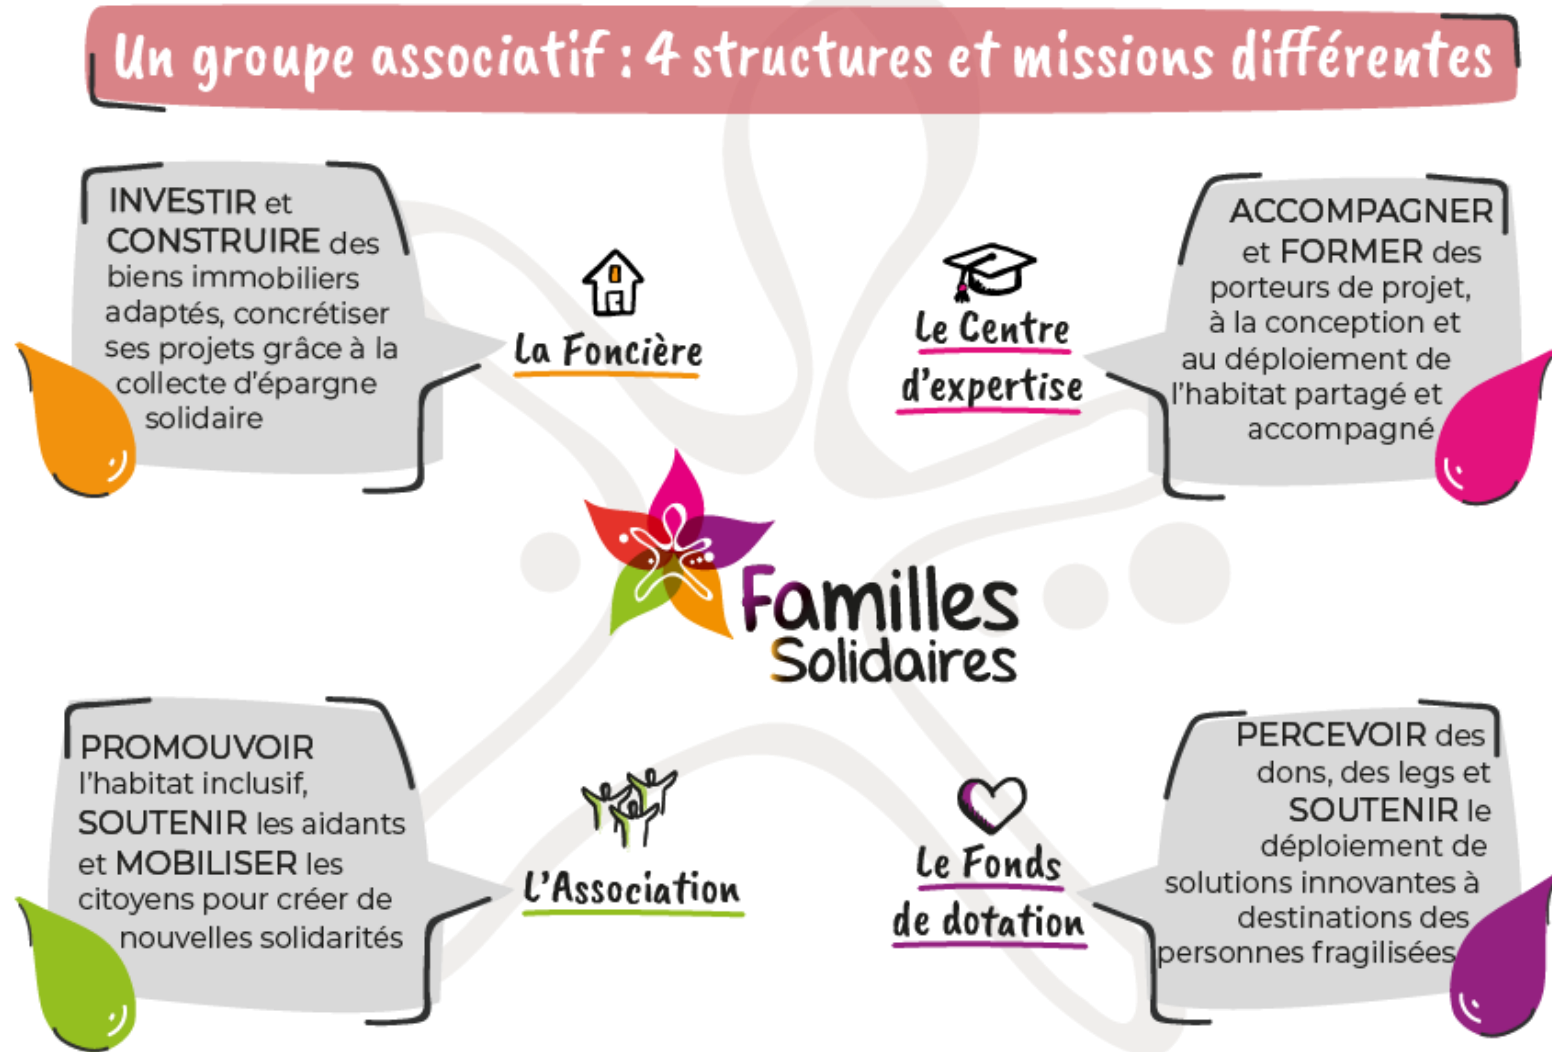 Un groupe associatif : 4 structures et missions différentes
INVESTIR et
CONSTRUIRE des
biens immobiliers
adaptés, concrétiser
ses projets grâce à la
collecte d'épargne
solidaire
La Foncière
Le Centre
d'expertise
ACCOMPAGNER
et FORMER des
porteurs de projet,
à la conception et
au déploiement de
l'habitat partagé et
accompagné
Familles
Solidaires
PROMOUVOIR
l'habitat inclusif,
SOUTENIR les aidants
et MOBILISER les
citoyens pour créer de
nouvelles solidarités
L'Association
Le Fonds
de dotation
PERCEVOIR des
dons, des legs et
SOUTENIR le
déploiement de
solutions innovantes à
destinations des
personnes fragilisées